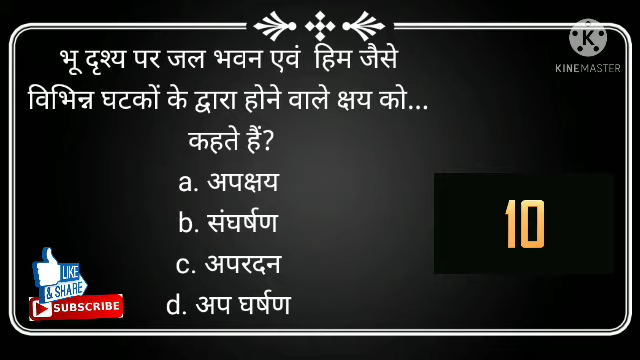 भू दृश्य पर जल भवन एवं हिम जैसे
विभिन्न घटकों के द्वारा होने वाले क्षय को...
कहते हैं?
a. अपक्षय
b. संघर्षण
c. अपरदन
d. अप घर्षण
10
K
KINEMASTER
LIKE
& SHARE
SUBSCRIBE